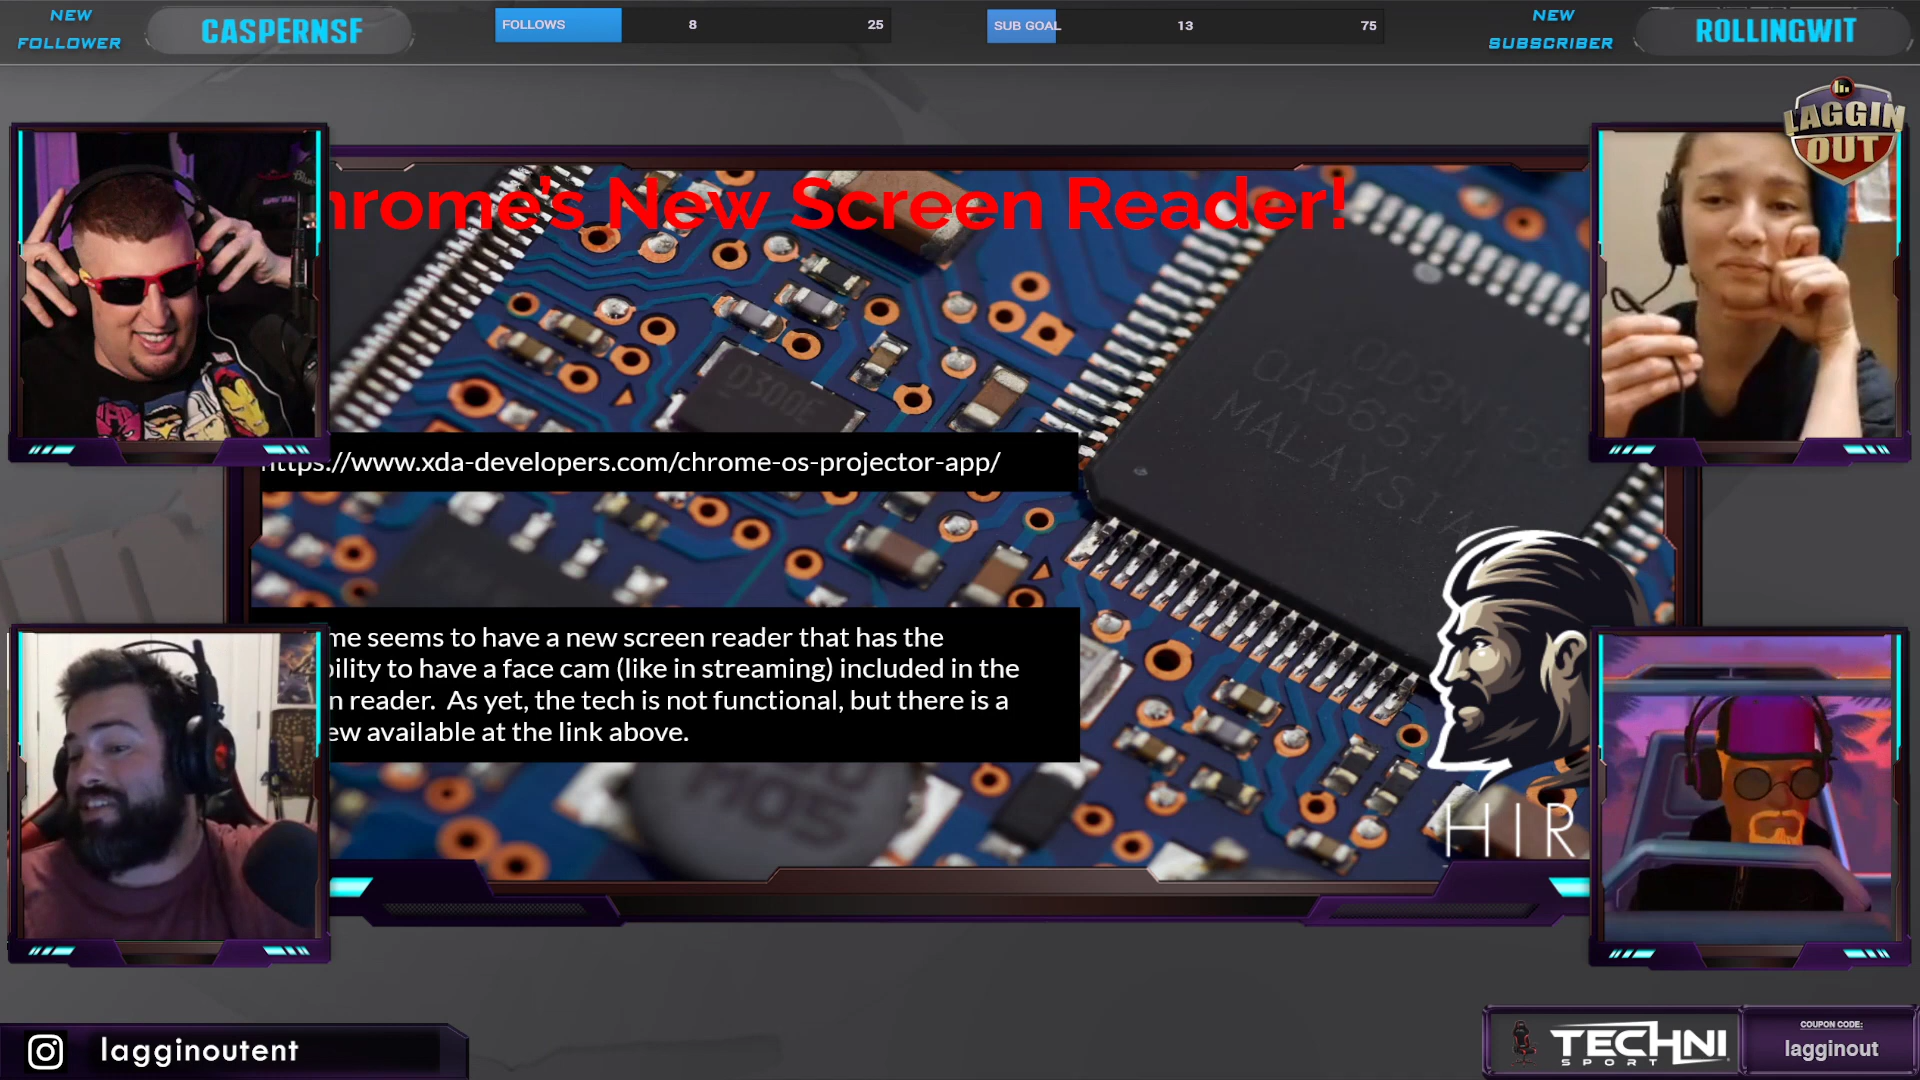 NEW
FOLLOWER
CASPERNSF
FOLLOWS 8 25
SUB GOAL 13 75
NEW
SUBSCRIBER
ROLLINGWIT
LAGGIN
OUT
hrome's New Screen Reader!
https://www.xda-developers.com/chrome-os-projector-app/
me seems to have a new screen reader that has the
bility to have a face cam (like in streaming) included in the
n reader. As yet, the tech is not functional, but there is a
ew available at the link above.
MALAYSIA
MOS
HIR
lagginoutent
TECHNI
SPORT
COUPON CODE:
lagginout